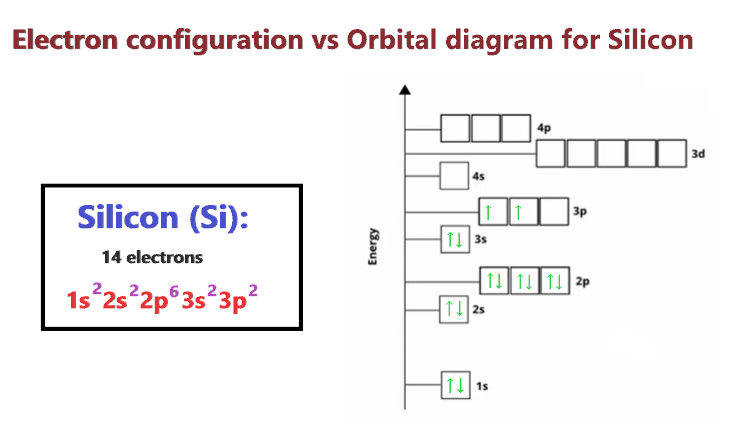 Electron configuration vs Orbital diagram for Silicon
Silicon (Si):
14 electrons
1s²2s²2p⁶3s²3p²
Energy
4p
3d
4s
↑ ↑ 3p
↑↓ 3s
↑↓ ↑↓ ↑↓ 2p
↑↓ 2s
↑↓ 1s